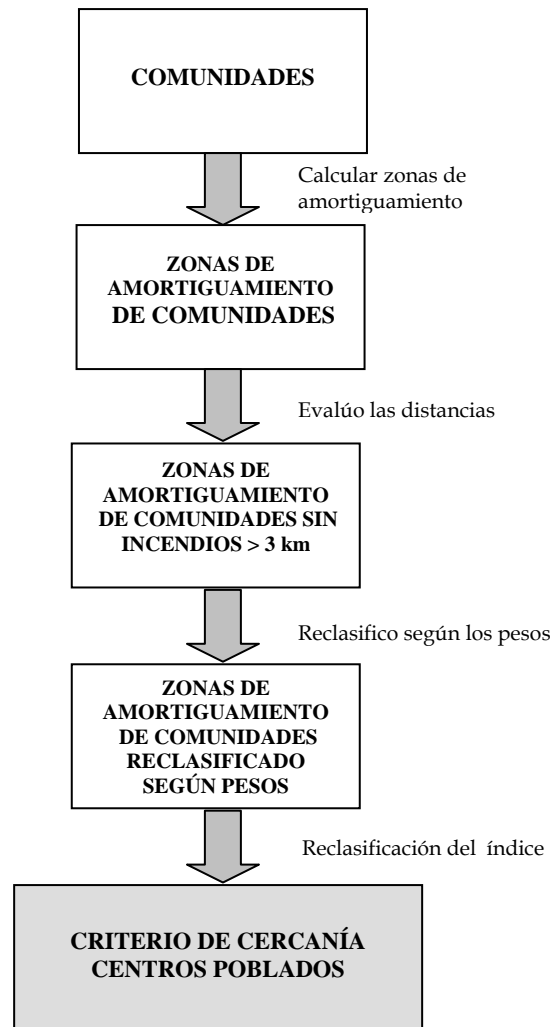 COMUNIDADES
Calcular zonas de
amortiguamiento
ZONAS DE
AMORTIGUAMIENTO
DE COMUNIDADES
Evalúo las distancias
ZONAS DE
AMORTIGUAMIENTO
DE COMUNIDADES SIN
INCENDIOS > 3 km
Reclasifico según los pesos
ZONAS DE
AMORTIGUAMIENTO
DE COMUNIDADES
RECLASIFICADO
SEGÚN PESOS
Reclasificación del índice
CRITERIO DE CERCANÍA
CENTROS POBLADOS